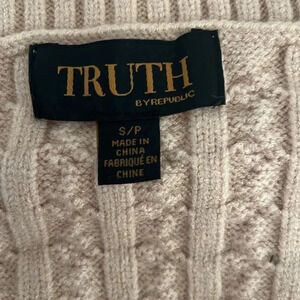 TRUTH
BY REPUBLIC
S/P
MADE IN
CHINA
FABRIQUÉ EN
CHINE